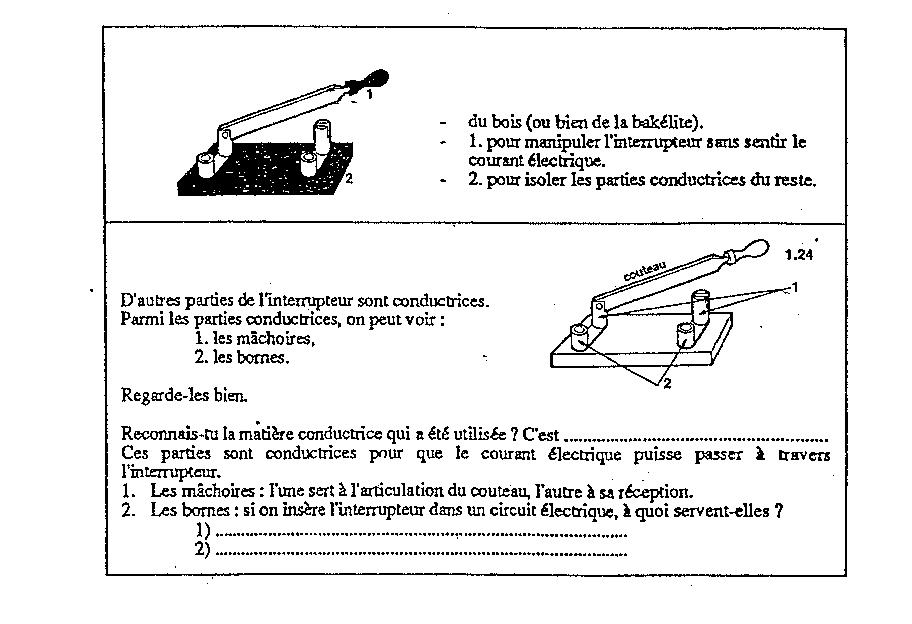 1
2
- du bois (ou bien de la bakélite).
- 1. pour manipuler l'interrupteur sans sentir le
courant électrique.
- 2. pour isoler les parties conductrices du reste.
couteau
1.24
1
2
D'autres parties de l'interrupteur sont conductrices.
Parmi les parties conductrices, on peut voir :
1. les mâchoires,
2. les bornes.
Regarde-les bien.
Reconnais-tu la matière conductrice qui a été utilisée ? C'est ............................................................
Ces parties sont conductrices pour que le courant électrique puisse passer à travers
l'interrupteur.
1. Les mâchoires : l'une sert à l'articulation du couteau, l'autre à sa réception.
2. Les bornes : si on insère l'interrupteur dans un circuit électrique, à quoi servent-elles ?
1) ............................................................
2) ............................................................